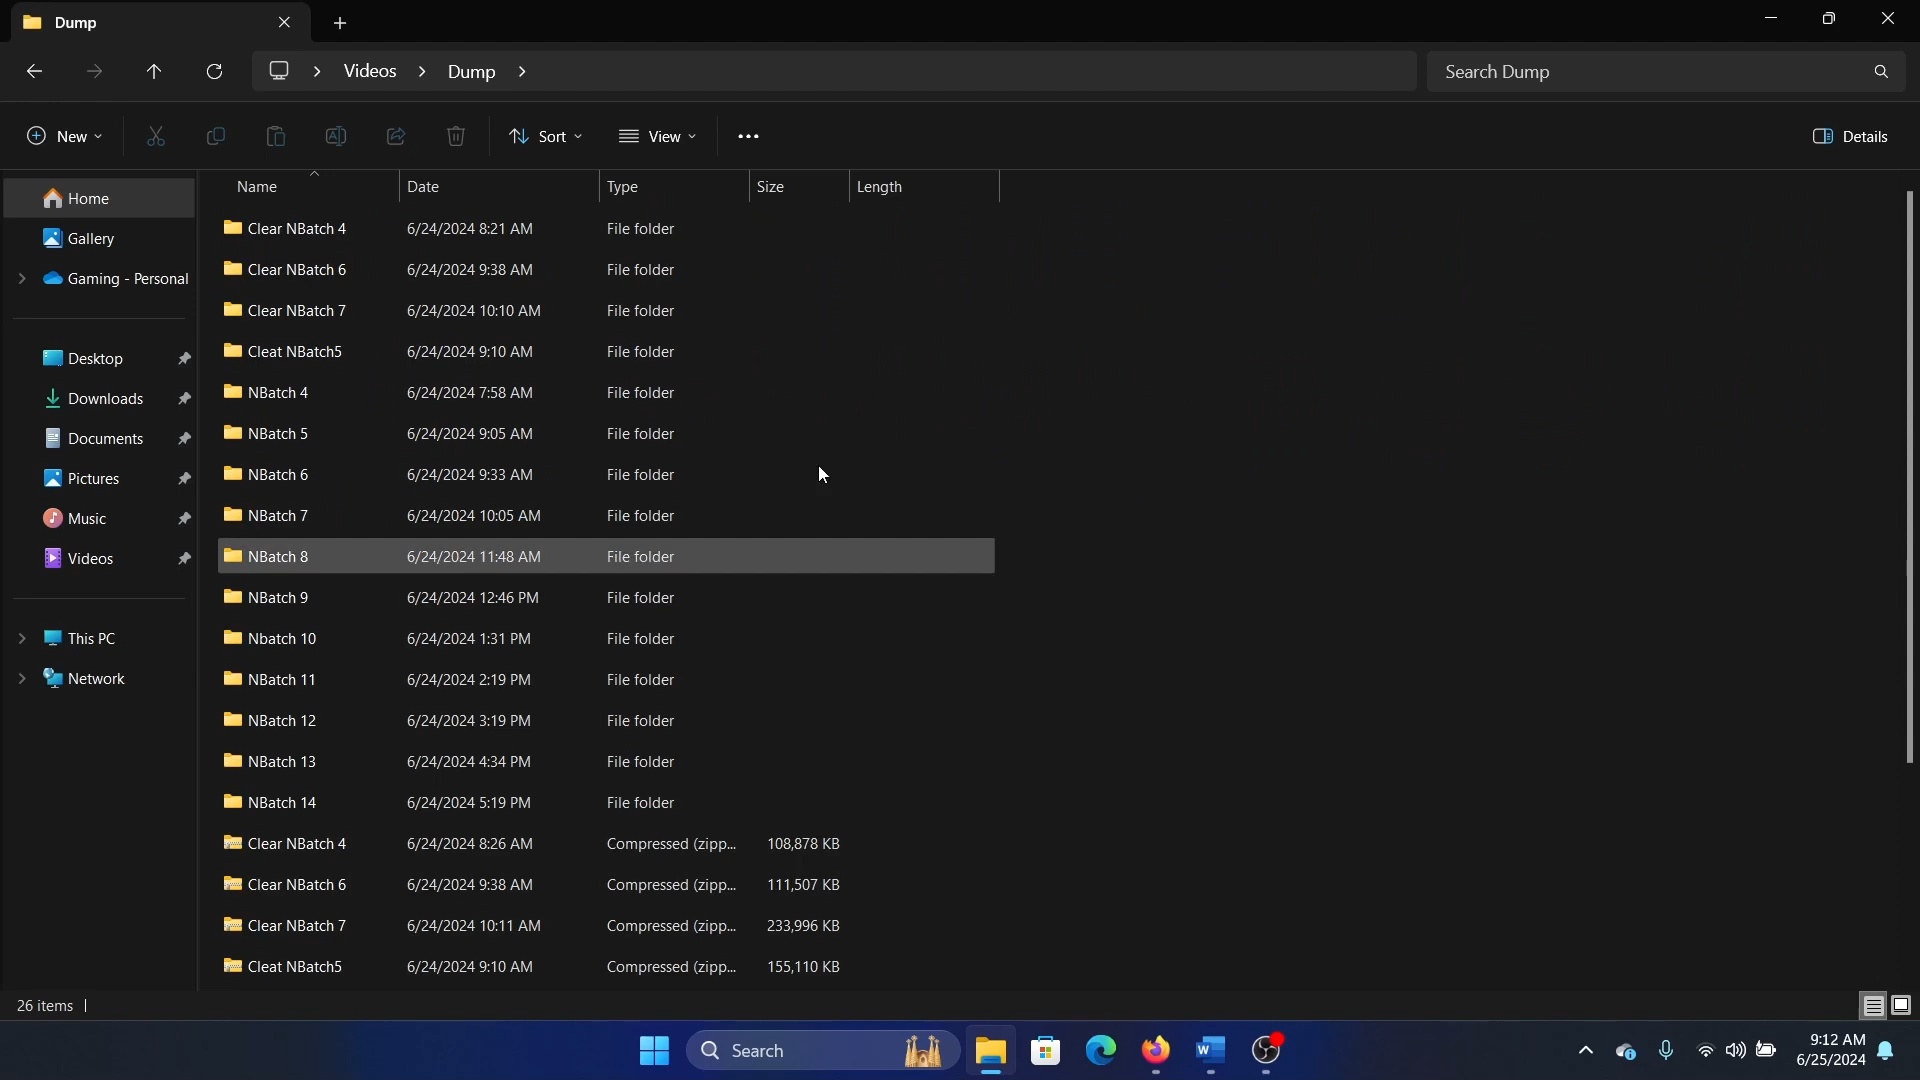 Dump
Videos
Dump
Search Dump
New
Sort
View
Details
Name
Date
Type
Size
Length
Home
Gallery
Gaming - Personal
Desktop
Downloads
Documents
Pictures
Music
Videos
This PC
Network
Clear NBatch 4 6/24/2024 8:21 AM File folder
Clear NBatch 6 6/24/2024 9:38 AM File folder
Clear NBatch 7 6/24/2024 10:10 AM File folder
Cleat NBatch5 6/24/2024 9:10 AM File folder
NBatch 4 6/24/2024 7:58 AM File folder
NBatch 5 6/24/2024 9:05 AM File folder
NBatch 6 6/24/2024 9:33 AM File folder
NBatch 7 6/24/2024 10:05 AM File folder
NBatch 8 6/24/2024 11:48 AM File folder
NBatch 9 6/24/2024 12:46 PM File folder
Nbatch 10 6/24/2024 1:31 PM File folder
NBatch 11 6/24/2024 2:19 PM File folder
NBatch 12 6/24/2024 3:19 PM File folder
NBatch 13 6/24/2024 4:34 PM File folder
NBatch 14 6/24/2024 5:19 PM File folder
Clear NBatch 4 6/24/2024 8:26 AM Compressed (zipp... 108,878 KB
Clear NBatch 6 6/24/2024 9:38 AM Compressed (zipp... 111,507 KB
Clear NBatch 7 6/24/2024 10:11 AM Compressed (zipp... 233,996 KB
Cleat NBatch5 6/24/2024 9:10 AM Compressed (zipp... 155,110 KB
26 items
Search
9:12 AM
6/25/2024